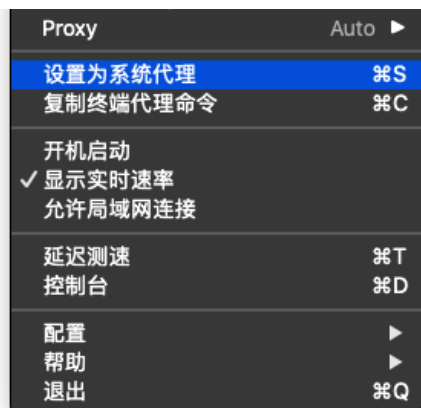 Proxy Auto ▶
设置为系统代理 ⌘S
复制终端代理命令 ⌘C
开机启动
✓ 显示实时速率
允许局域网连接
延迟测速 ⌘T
控制台 ⌘D
配置 ▶
帮助 ▶
退出 ⌘Q